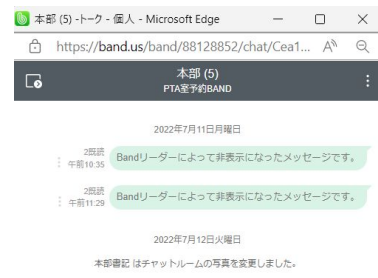 本部 (5) -トーク - 個人 - Microsoft Edge
https://band.us/band/88128852/chat/Cea1...
本部 (5)
PTA室予約BAND
2022年7月11日月曜日
2既読
午前10:35
Bandリーダーによって非表示になったメッセージです。
2既読
午前11:29
Bandリーダーによって非表示になったメッセージです。
2022年7月12日火曜日
本部書記 はチャットルームの写真を変更しました。